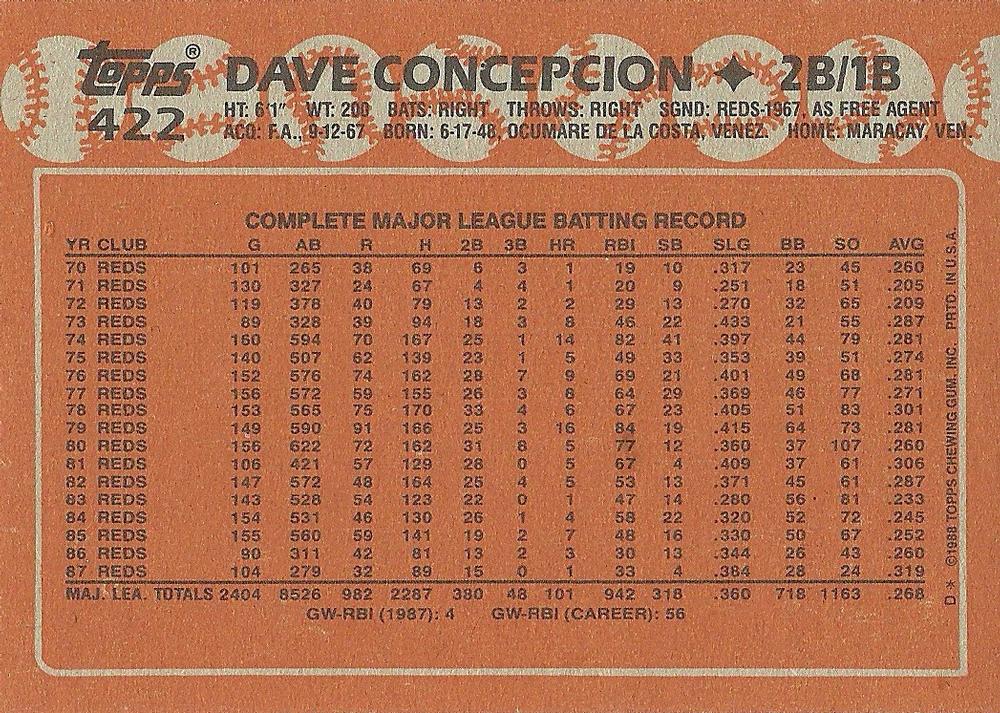 topps® DAVE CONCEPCION ✦ 2B/1B
422 HT: 6'1" WT: 200 BATS: RIGHT THROWS: RIGHT SGND: REDS-1967, AS FREE AGENT
ACQ: F.A., 9-12-67 BORN: 6-17-48, OCUMARE DE LA COSTA, VENEZ. HOME: MARACAY, VEN.
COMPLETE MAJOR LEAGUE BATTING RECORD
YR CLUB G AB R H 2B 3B HR RBI SB SLG BB SO AVG
70 REDS 101 265 38 69 6 3 1 19 10 .317 23 45 .260
71 REDS 130 327 24 67 4 4 1 20 9 .251 18 51 .205
72 REDS 119 378 40 79 13 2 2 29 13 .270 32 65 .209
73 REDS 89 328 39 94 18 3 8 46 22 .433 21 55 .287
74 REDS 160 594 70 167 25 1 14 82 41 .397 44 79 .281
75 REDS 140 507 62 139 23 1 5 49 33 .353 39 51 .274
76 REDS 152 576 74 162 28 7 9 69 21 .401 49 68 .281
77 REDS 156 572 59 155 26 3 8 64 29 .369 46 77 .271
78 REDS 153 565 75 170 33 4 6 67 23 .405 51 83 .301
79 REDS 149 590 91 166 25 3 16 84 19 .415 64 73 .281
80 REDS 156 622 72 162 31 8 5 77 12 .360 37 107 .260
81 REDS 106 421 57 129 28 0 5 67 4 .409 37 61 .306
82 REDS 147 572 48 164 25 4 5 53 13 .371 45 61 .287
83 REDS 143 528 54 123 22 0 1 47 14 .280 56 81 .233
84 REDS 154 531 46 130 26 1 4 58 22 .320 52 72 .245
85 REDS 155 560 59 141 19 2 7 48 16 .330 50 67 .252
86 REDS 90 311 42 81 13 2 3 30 13 .344 26 43 .260
87 REDS 104 279 32 89 15 0 1 33 4 .384 28 24 .319
MAJ. LEA. TOTALS 2404 8526 982 2287 380 48 101 942 318 .360 718 1163 .268
GW-RBI (1987): 4 GW-RBI (CAREER): 56
D* ©1988 TOPPS CHEWING GUM, INC. PRTD. IN U.S.A.